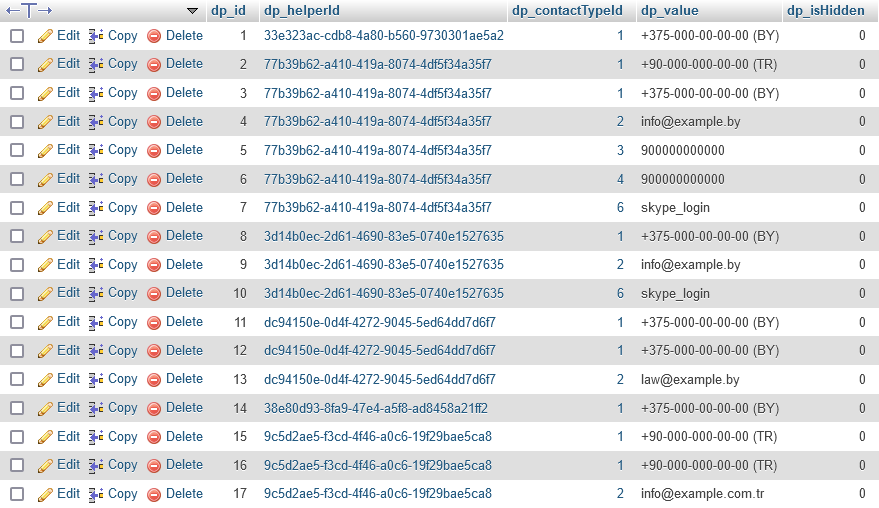 dp_id dp_helperId dp_contactTypeId dp_value dp_isHidden
Edit Copy Delete 1 33e323ac-cdb8-4a80-b560-9730301ae5a2 1 +375-000-00-00-00 (BY) 0
Edit Copy Delete 2 77b39b62-a410-419a-8074-4df5f34a35f7 1 +90-000-000-00-00 (TR) 0
Edit Copy Delete 3 77b39b62-a410-419a-8074-4df5f34a35f7 1 +375-000-00-00-00 (BY) 0
Edit Copy Delete 4 77b39b62-a410-419a-8074-4df5f34a35f7 2 info@example.by 0
Edit Copy Delete 5 77b39b62-a410-419a-8074-4df5f34a35f7 3 900000000000 0
Edit Copy Delete 6 77b39b62-a410-419a-8074-4df5f34a35f7 4 900000000000 0
Edit Copy Delete 7 77b39b62-a410-419a-8074-4df5f34a35f7 6 skype_login 0
Edit Copy Delete 8 3d14b0ec-2d61-4690-83e5-0740e1527635 1 +375-000-00-00-00 (BY) 0
Edit Copy Delete 9 3d14b0ec-2d61-4690-83e5-0740e1527635 2 info@example.by 0
Edit Copy Delete 10 3d14b0ec-2d61-4690-83e5-0740e1527635 6 skype_login 0
Edit Copy Delete 11 dc94150e-0d4f-4272-9045-5ed64dd7d6f7 1 +375-000-00-00-00 (BY) 0
Edit Copy Delete 12 dc94150e-0d4f-4272-9045-5ed64dd7d6f7 1 +375-000-00-00-00 (BY) 0
Edit Copy Delete 13 dc94150e-0d4f-4272-9045-5ed64dd7d6f7 2 law@example.by 0
Edit Copy Delete 14 38e80d93-8fa9-47e4-a5f8-ad8458a21ff2 1 +375-000-00-00-00 (BY) 0
Edit Copy Delete 15 9c5d2ae5-f3cd-4f46-a0c6-19f29bae5ca8 1 +90-000-000-00-00 (TR) 0
Edit Copy Delete 16 9c5d2ae5-f3cd-4f46-a0c6-19f29bae5ca8 1 +90-000-000-00-00 (TR) 0
Edit Copy Delete 17 9c5d2ae5-f3cd-4f46-a0c6-19f29bae5ca8 2 info@example.com.tr 0